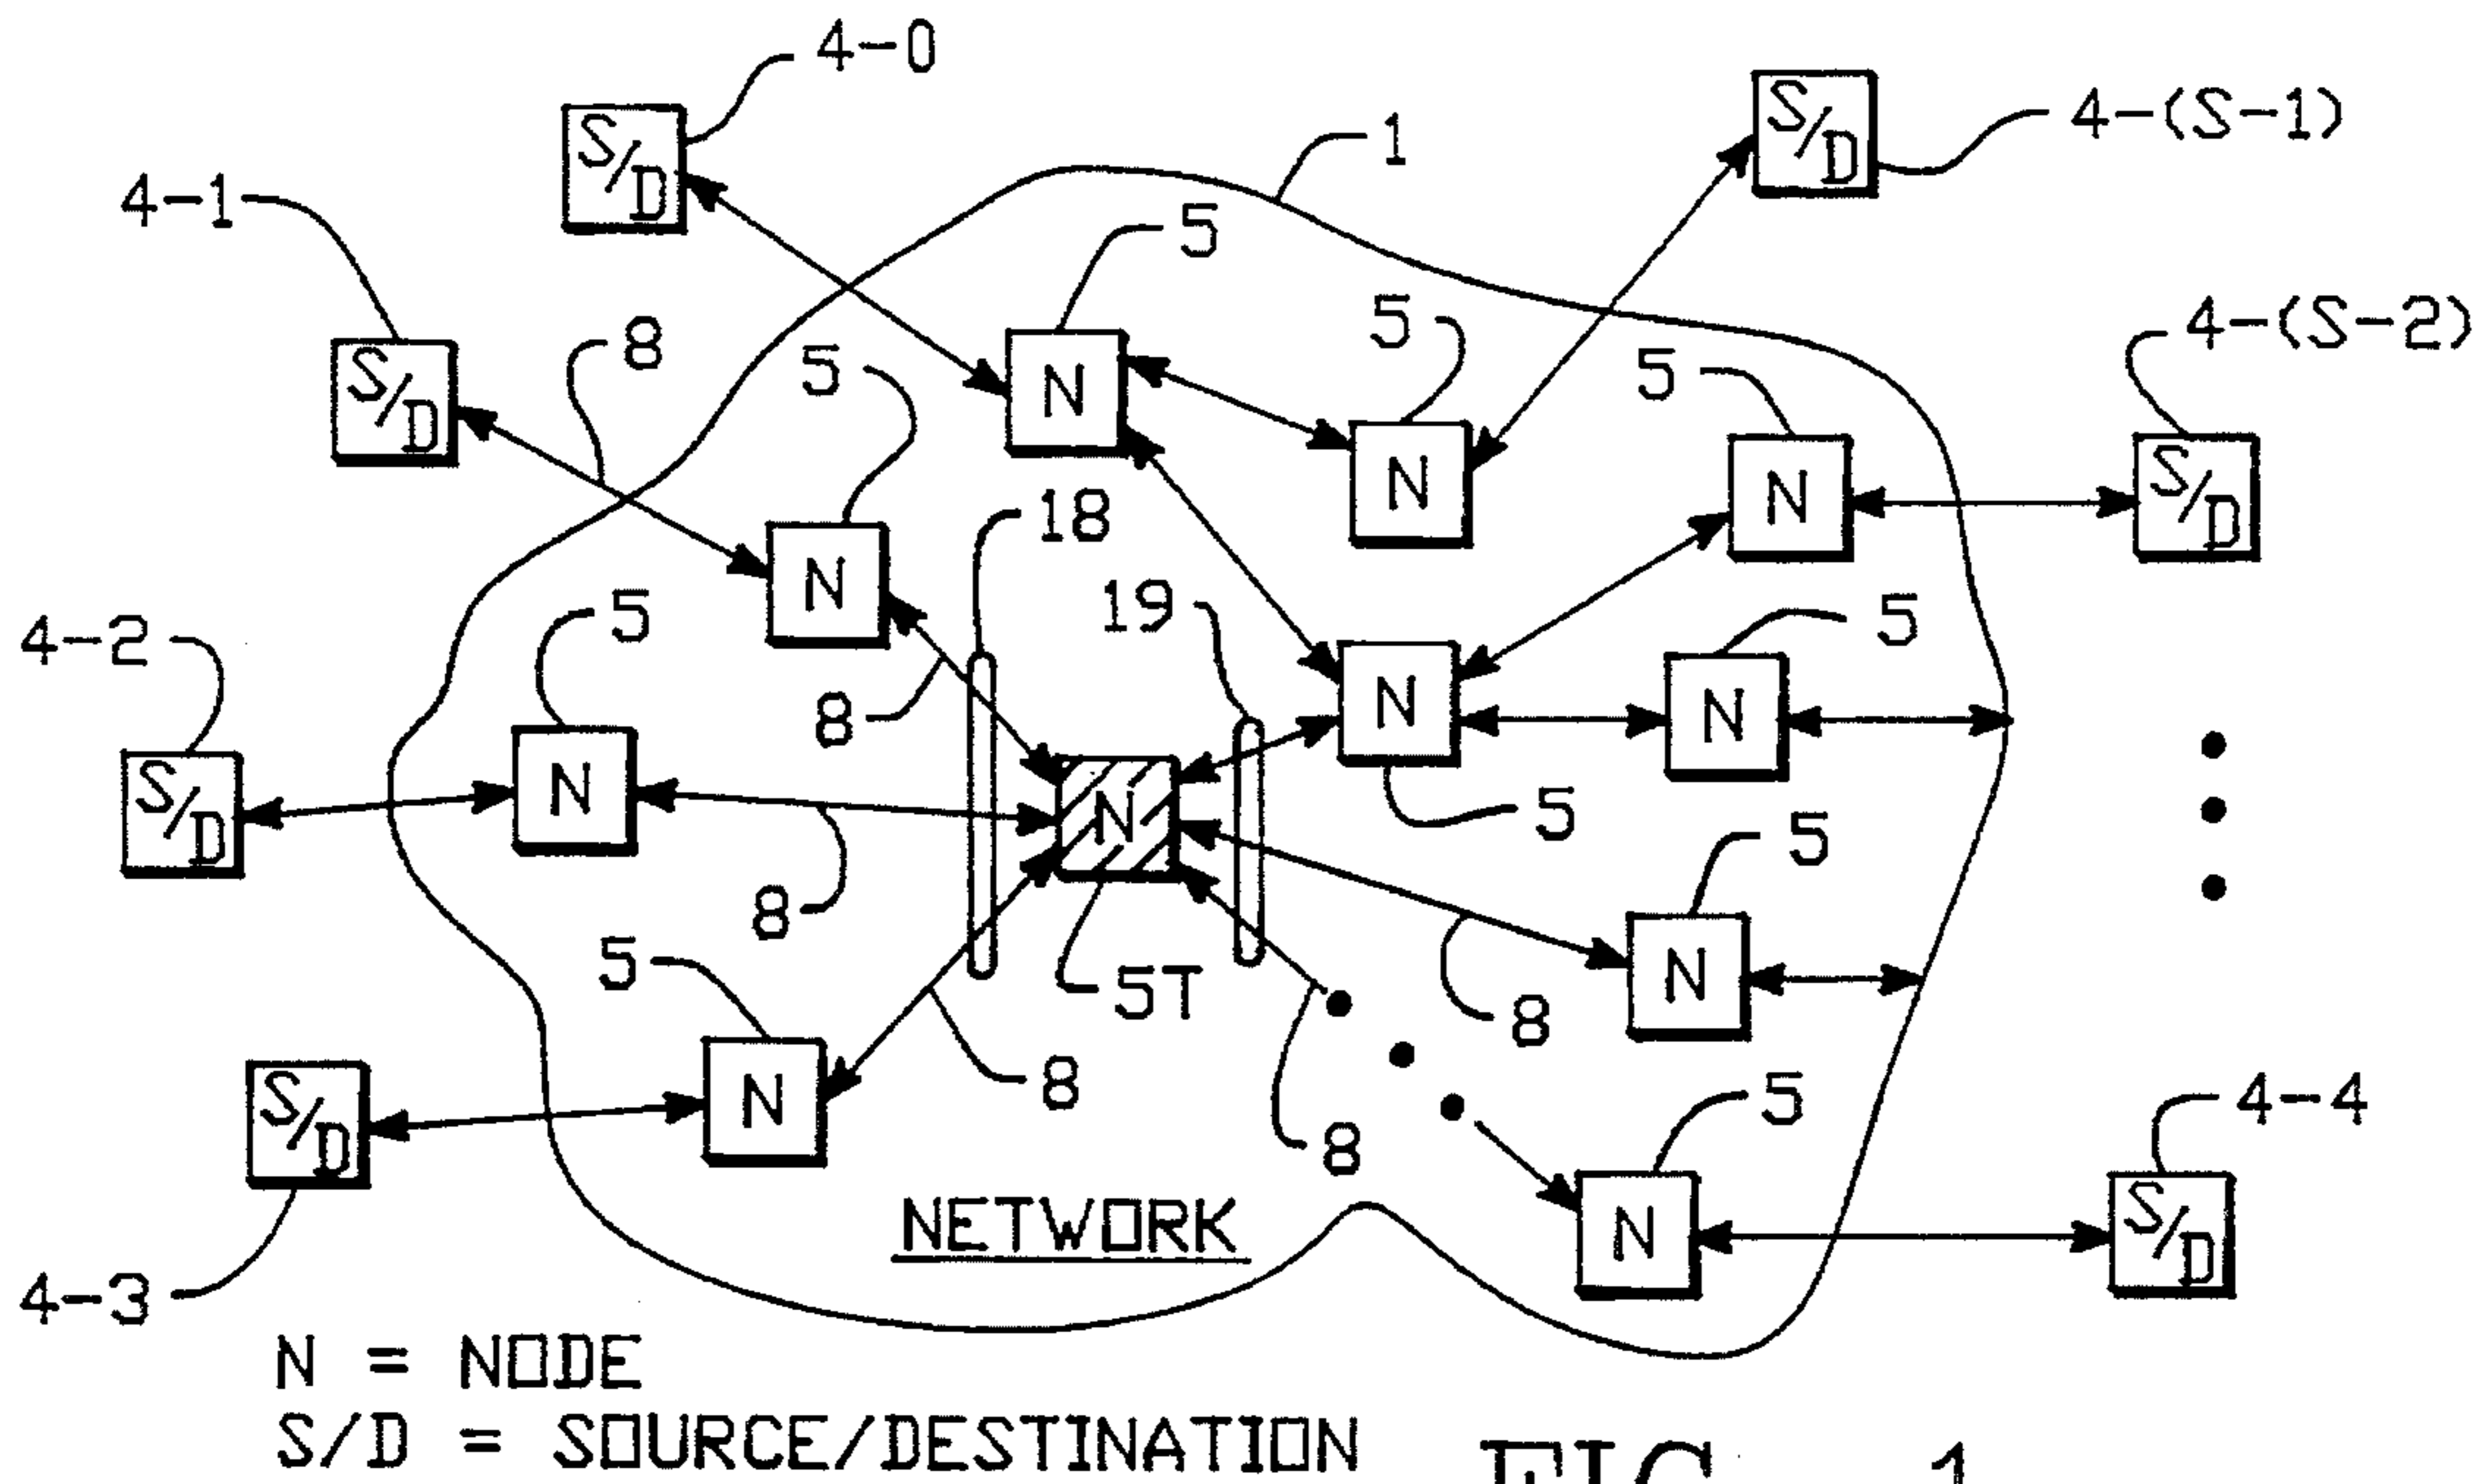 4-0
4-(S-1)
S/D
S/D
1
4-1
5
4-(S-2)
5
8
5
5
S/D
N
S/D
N
N
S/D
18
N
19
5
5
4-2
8
N
N
N
S/D
N
N
5
5
8
5
5T
N
8
8
5
4-4
S/D
N
8
4-3
NETWORK
N
S/D
N = NODE
S/D = SOURCE/DESTINATION
FIG. 1